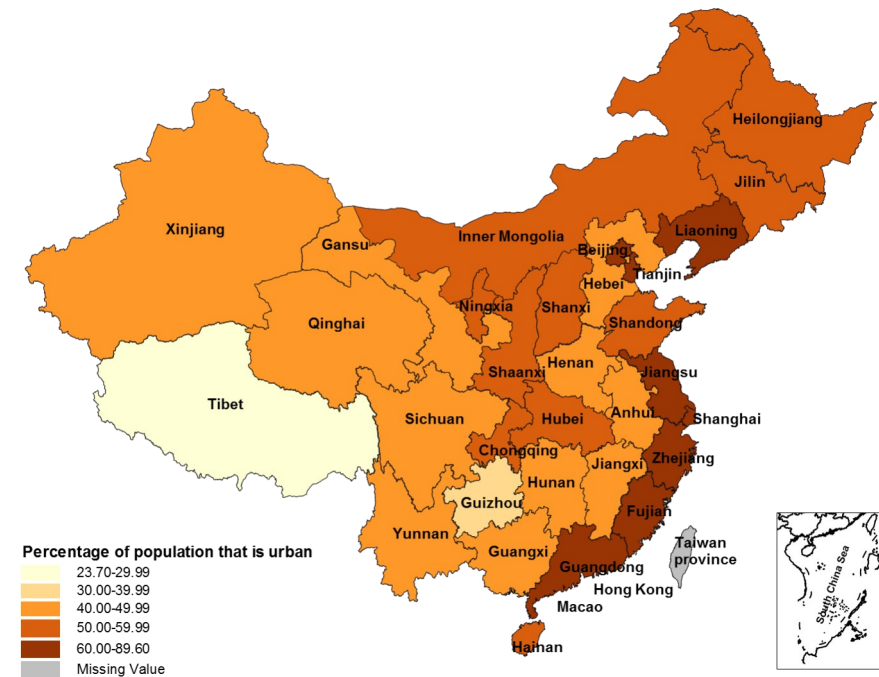 Heilongjiang
Jilin
Liaoning
Xinjiang
Gansu
Inner Mongolia
Beijing
Tianjin
Hebei
Ningxia
Shanxi
Qinghai
Shandong
Henan
Shaanxi
Jiangsu
Tibet
Sichuan
Hubei
Anhui
Shanghai
Chongqing
Zhejiang
Jiangxi
Hunan
Guizhou
Fujian
Yunnan
Guangxi
Taiwan
province
Guangdong
Hong Kong
Macao
Hainan
South China Sea
Percentage of population that is urban
23.70-29.99
30.00-39.99
40.00-49.99
50.00-59.99
60.00-89.60
Missing Value